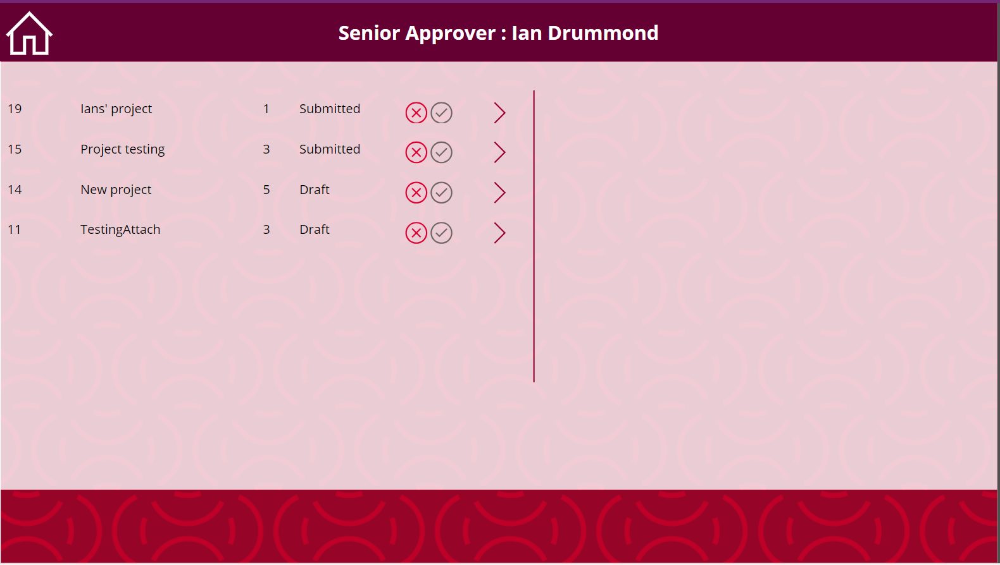 Senior Approver : Ian Drummond
19 Ians' project 1 Submitted
15 Project testing 3 Submitted
14 New project 5 Draft
11 TestingAttach 3 Draft